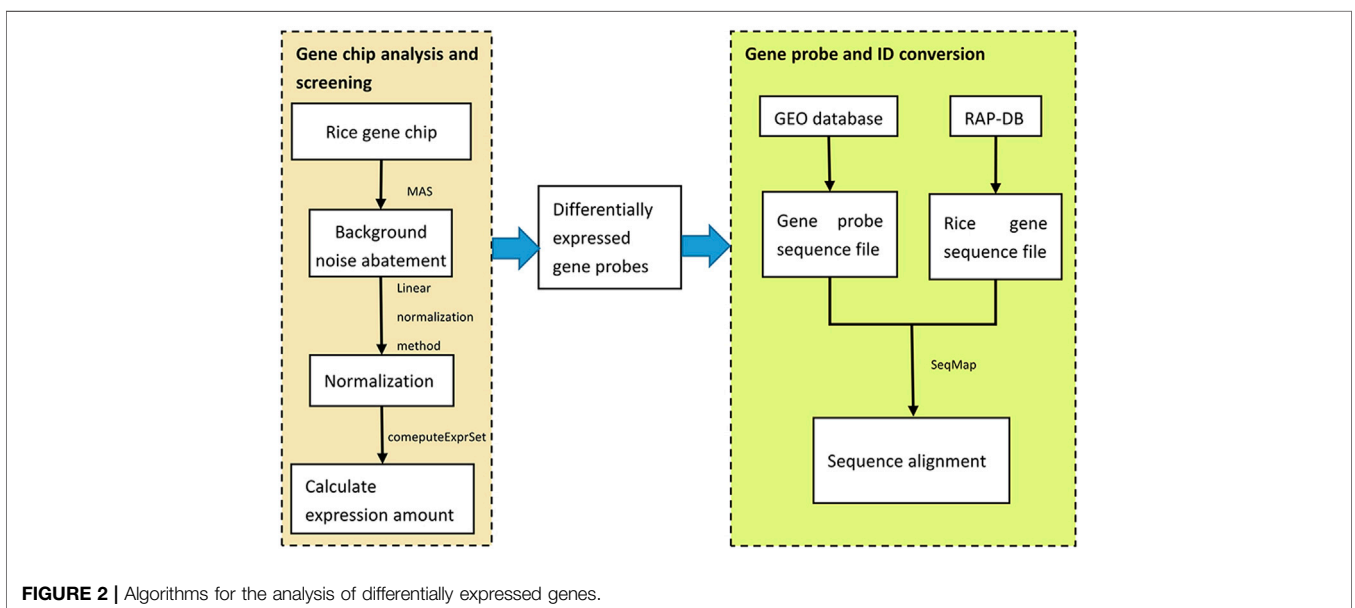 Gene chip analysis and
screening
Rice gene chip
MAS
Background
noise abatement
Linear
normalization
method
Normalization
comeputeExprSet
Calculate
expression amount
Differentially
expressed
gene probes
Gene probe and ID conversion
GEO database
RAP-DB
Gene probe
sequence file
Rice gene
sequence file
SeqMap
Sequence alignment
FIGURE 2 | Algorithms for the analysis of differentially expressed genes.